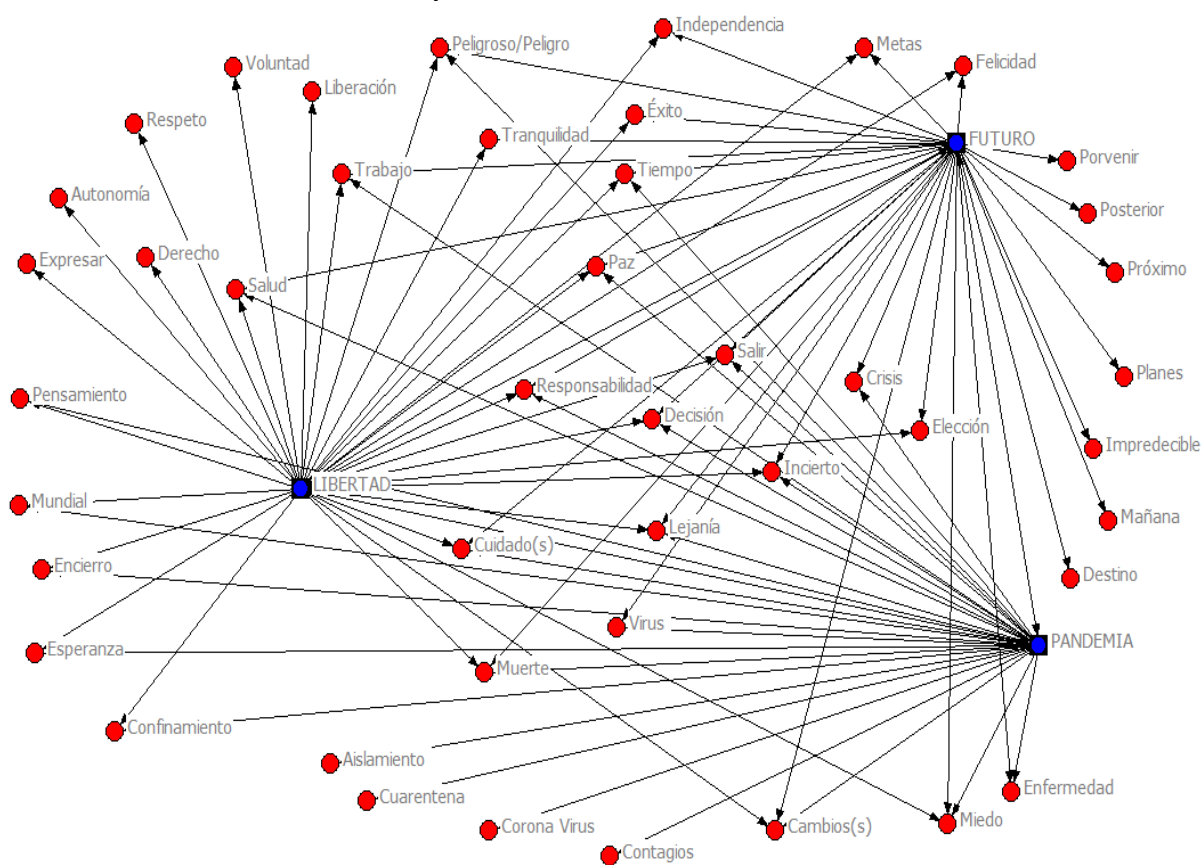 Independencia
Peligroso/Peligro
Metas
Voluntad
Felicidad
Liberación
Éxito
Respeto
Tranquilidad
FUTURO
Porvenir
Trabajo
Tiempo
Autonomía
Posterior
Derecho
Expresar
Paz
Próximo
Salud
Salir
Planes
Crisis
Responsabilidad
Pensamiento
Decisión
Elección
Impredecible
Incierto
LIBERTAD
Mundial
Mañana
Lejanía
Cuidado(s)
Encierro
Destino
Virus
PANDEMIA
Esperanza
Muerte
Confinamiento
Aislamiento
Enfermedad
Cuarentena
Miedo
Corona Virus
Cambios(s)
Contagios